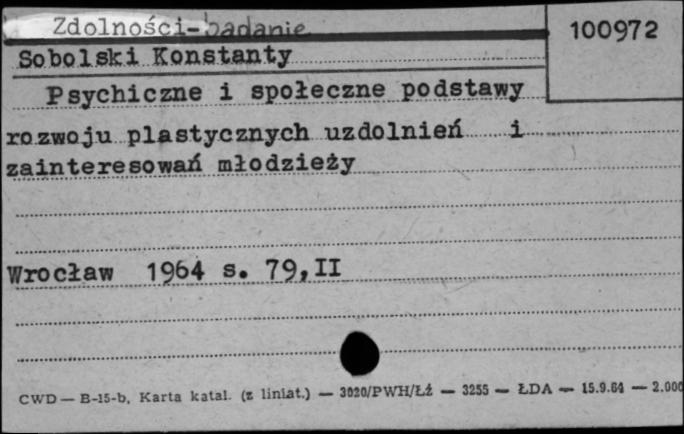 Zdolności-badanie
100972
Sobolski Konstanty
Psychiczne i społeczne podstawy
rozwoju plastycznych uzdolnień i
zainteresowań młodzieży
Wrocław 1964 s. 79,II
CWD — B-15-b, Karta katal. (z liniat.) — 3020/PWH/Łź — 3255 — ŁDA — 15.9.64 — 2.000